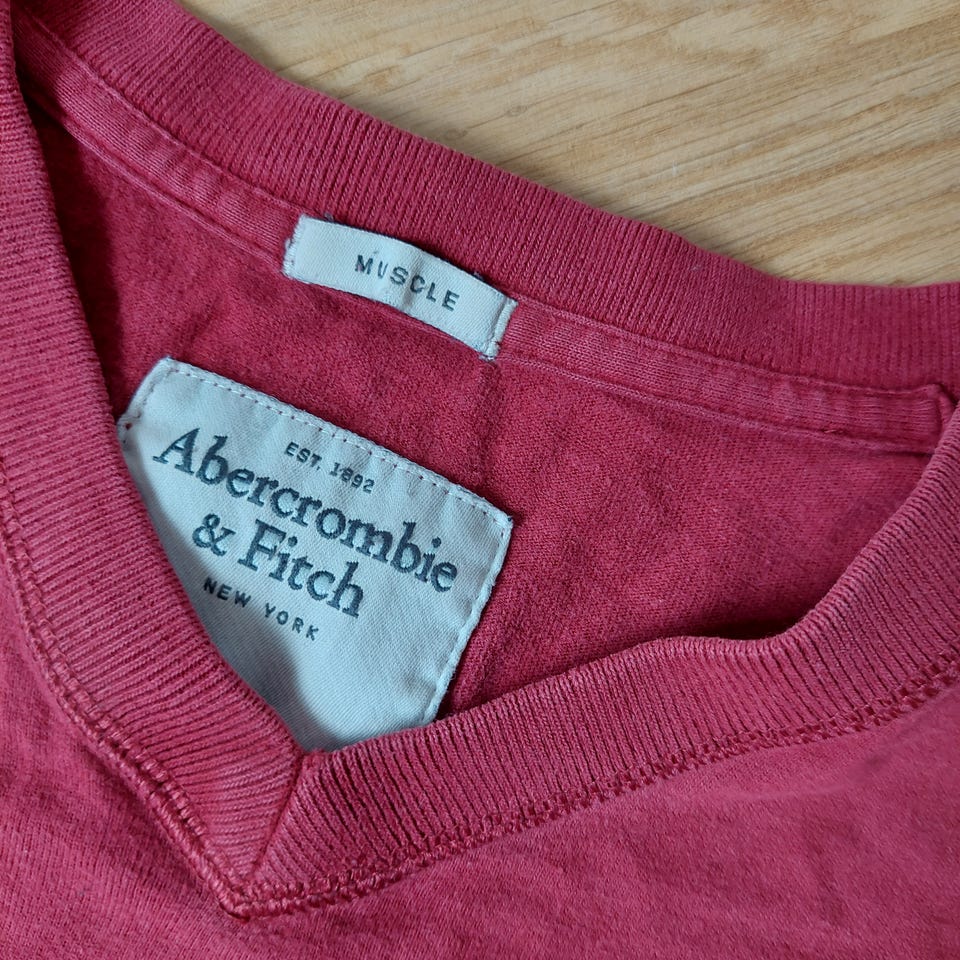 MUSCLE
EST. 1892
Abercrombie
& Fitch
NEW YORK